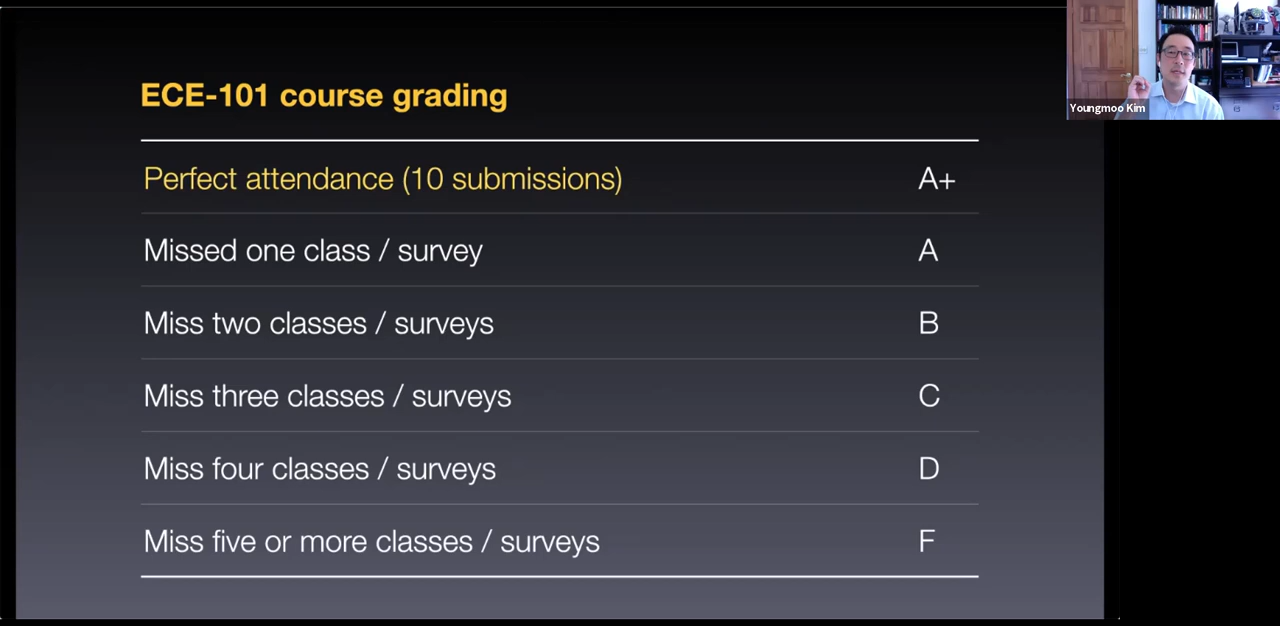 ECE-101 course grading
Perfect attendance (10 submissions) A+
Missed one class / survey A
Miss two classes / surveys B
Miss three classes / surveys C
Miss four classes / surveys D
Miss five or more classes / surveys F
Youngmoo Kim